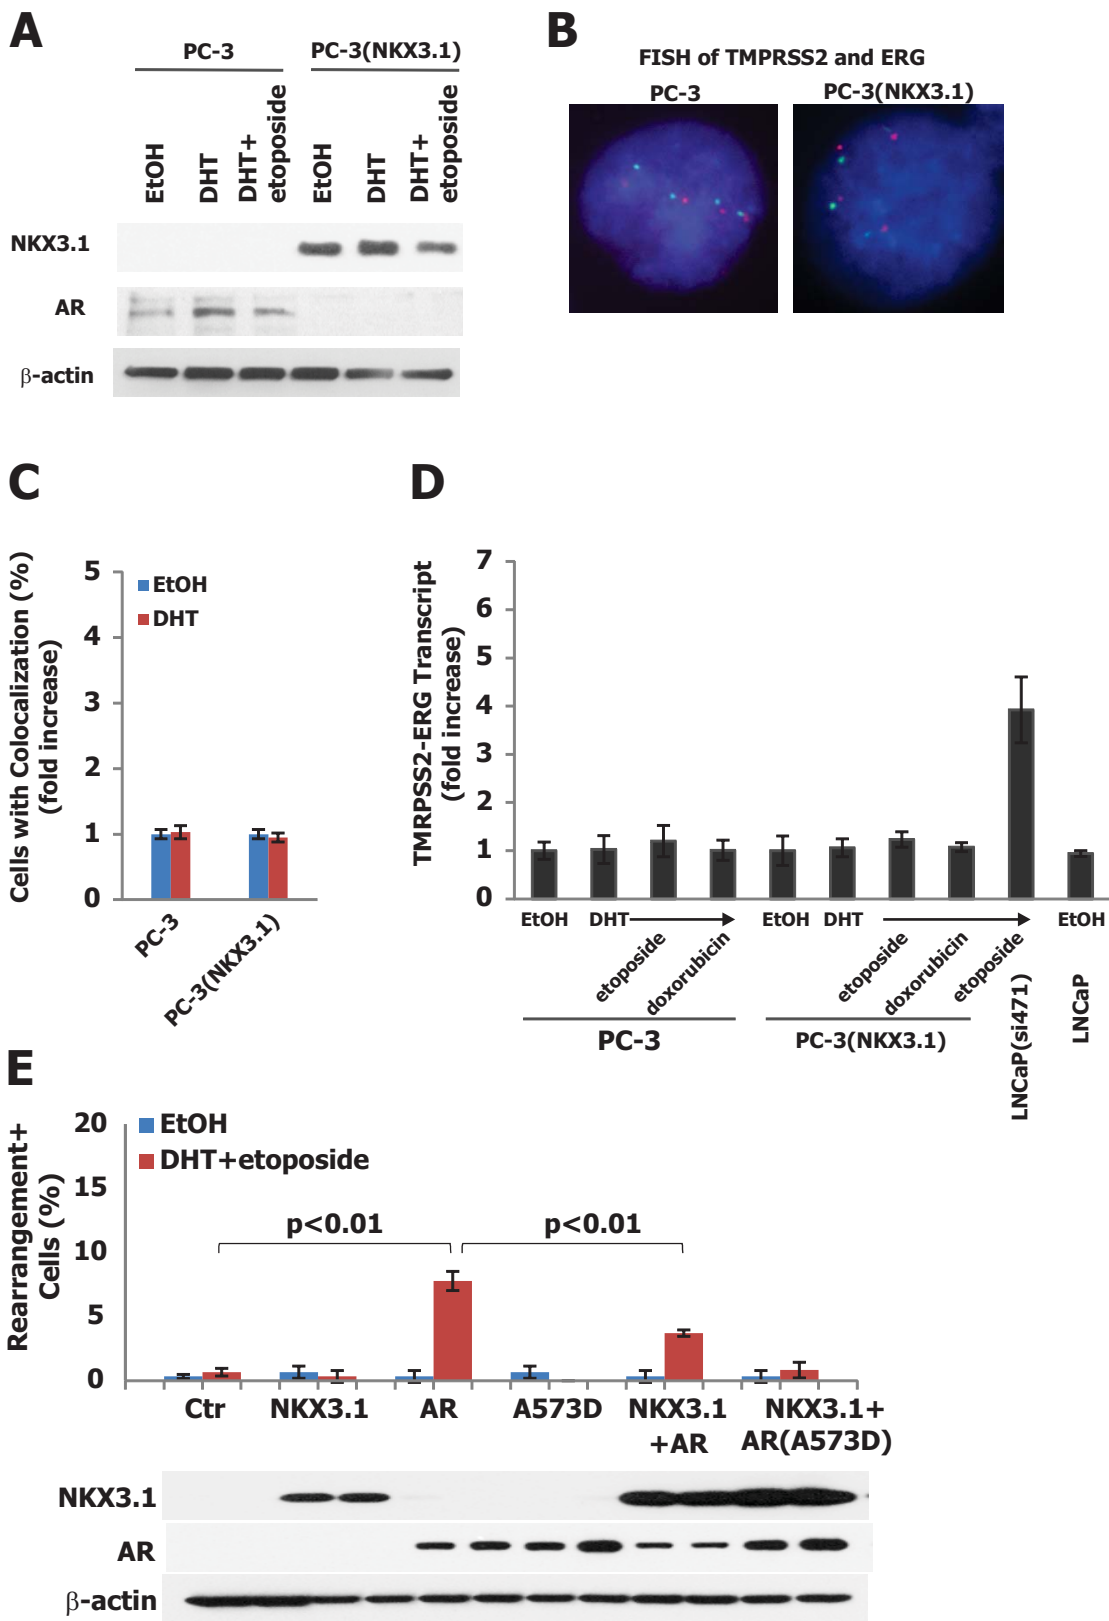 A
PC-3
PC-3(NKX3.1)
EtOH
DHT
DHT+
etoposide
EtOH
DHT
DHT+
etoposide
NKX3.1
AR
β-actin
B
FISH of TMPRSS2 and ERG
PC-3
PC-3(NKX3.1)
C
Cells with Colocalization (%)
(fold increase)
5
4
3
2
1
0
EtOH
DHT
PC-3
PC-3(NKX3.1)
D
TMRPSS2-ERG Transcript
(fold increase)
7
6
5
4
3
2
1
0
EtOH
DHT
etoposide
doxorubicin
EtOH
DHT
etoposide
doxorubicin
etoposide
EtOH
PC-3
PC-3(NKX3.1)
LNCaP(si471)
LNCaP
E
Rearrangement+
Cells (%)
20
15
10
5
0
EtOH
DHT+etoposide
p<0.01
p<0.01
Ctr
NKX3.1
AR
A573D
NKX3.1
+AR
NKX3.1+
AR(A573D)
NKX3.1
AR
β-actin